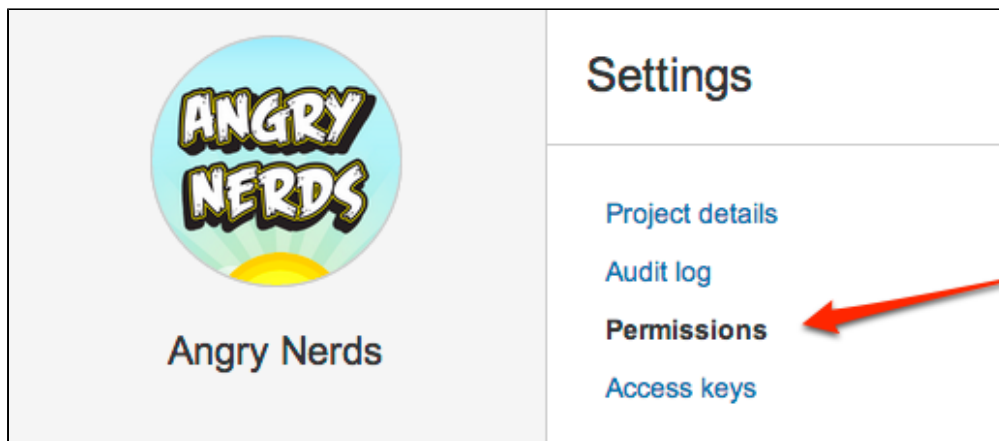 ANGRY
NERDS
Angry Nerds
Settings
Project details
Audit log
Permissions
Access keys